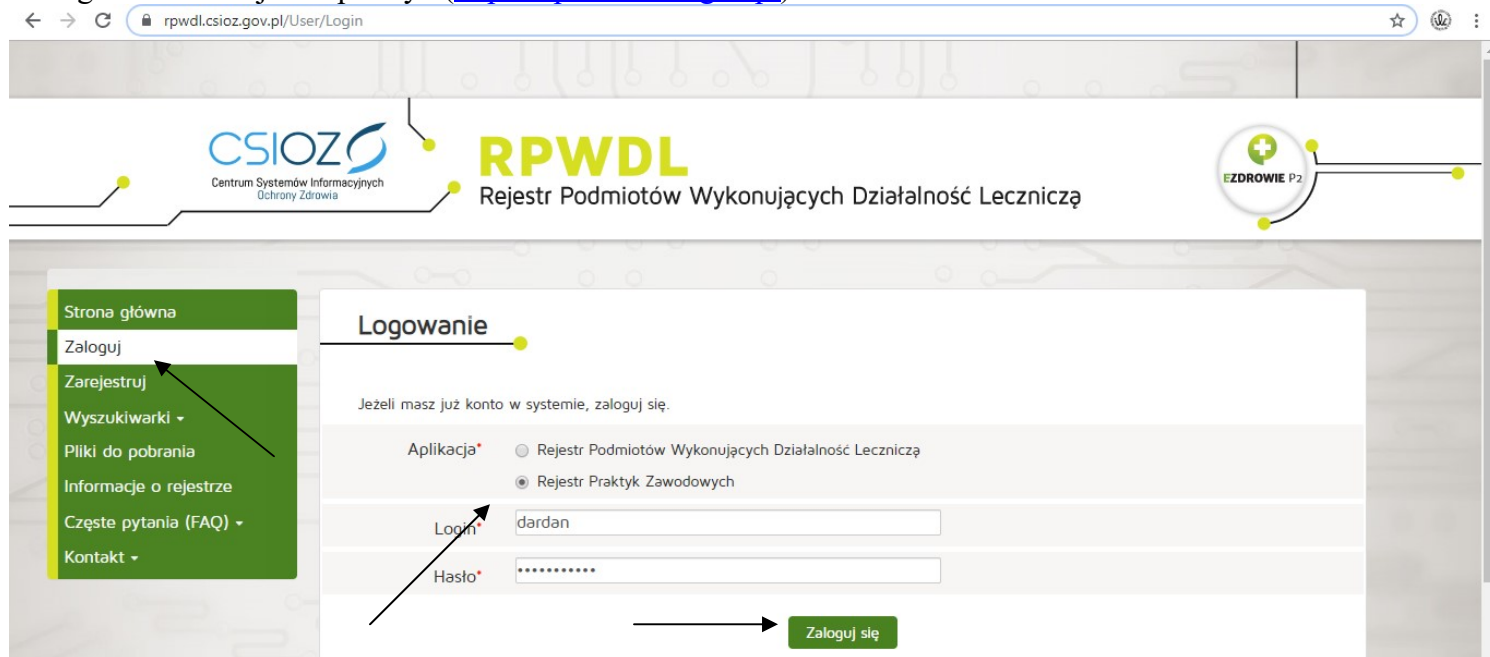 rpwdl.csioz.gov.pl/User/Login
CSIOZ
Centrum Systemów Informacyjnych
Ochrony Zdrowia
RPWDL
Rejestr Podmiotów Wykonujących Działalność Leczniczą
EZDROWIE P2
Strona główna
Zaloguj
Zarejestruj
Wyszukiwarki
Pliki do pobrania
Informacje o rejestrze
Częste pytania (FAQ)
Kontakt
Logowanie
Jeżeli masz już konto w systemie, zaloguj się.
Aplikacja*
Rejestr Podmiotów Wykonujących Działalność Leczniczą
Rejestr Praktyk Zawodowych
Login* dardan
Hasło* •••••••••••
Zaloguj się